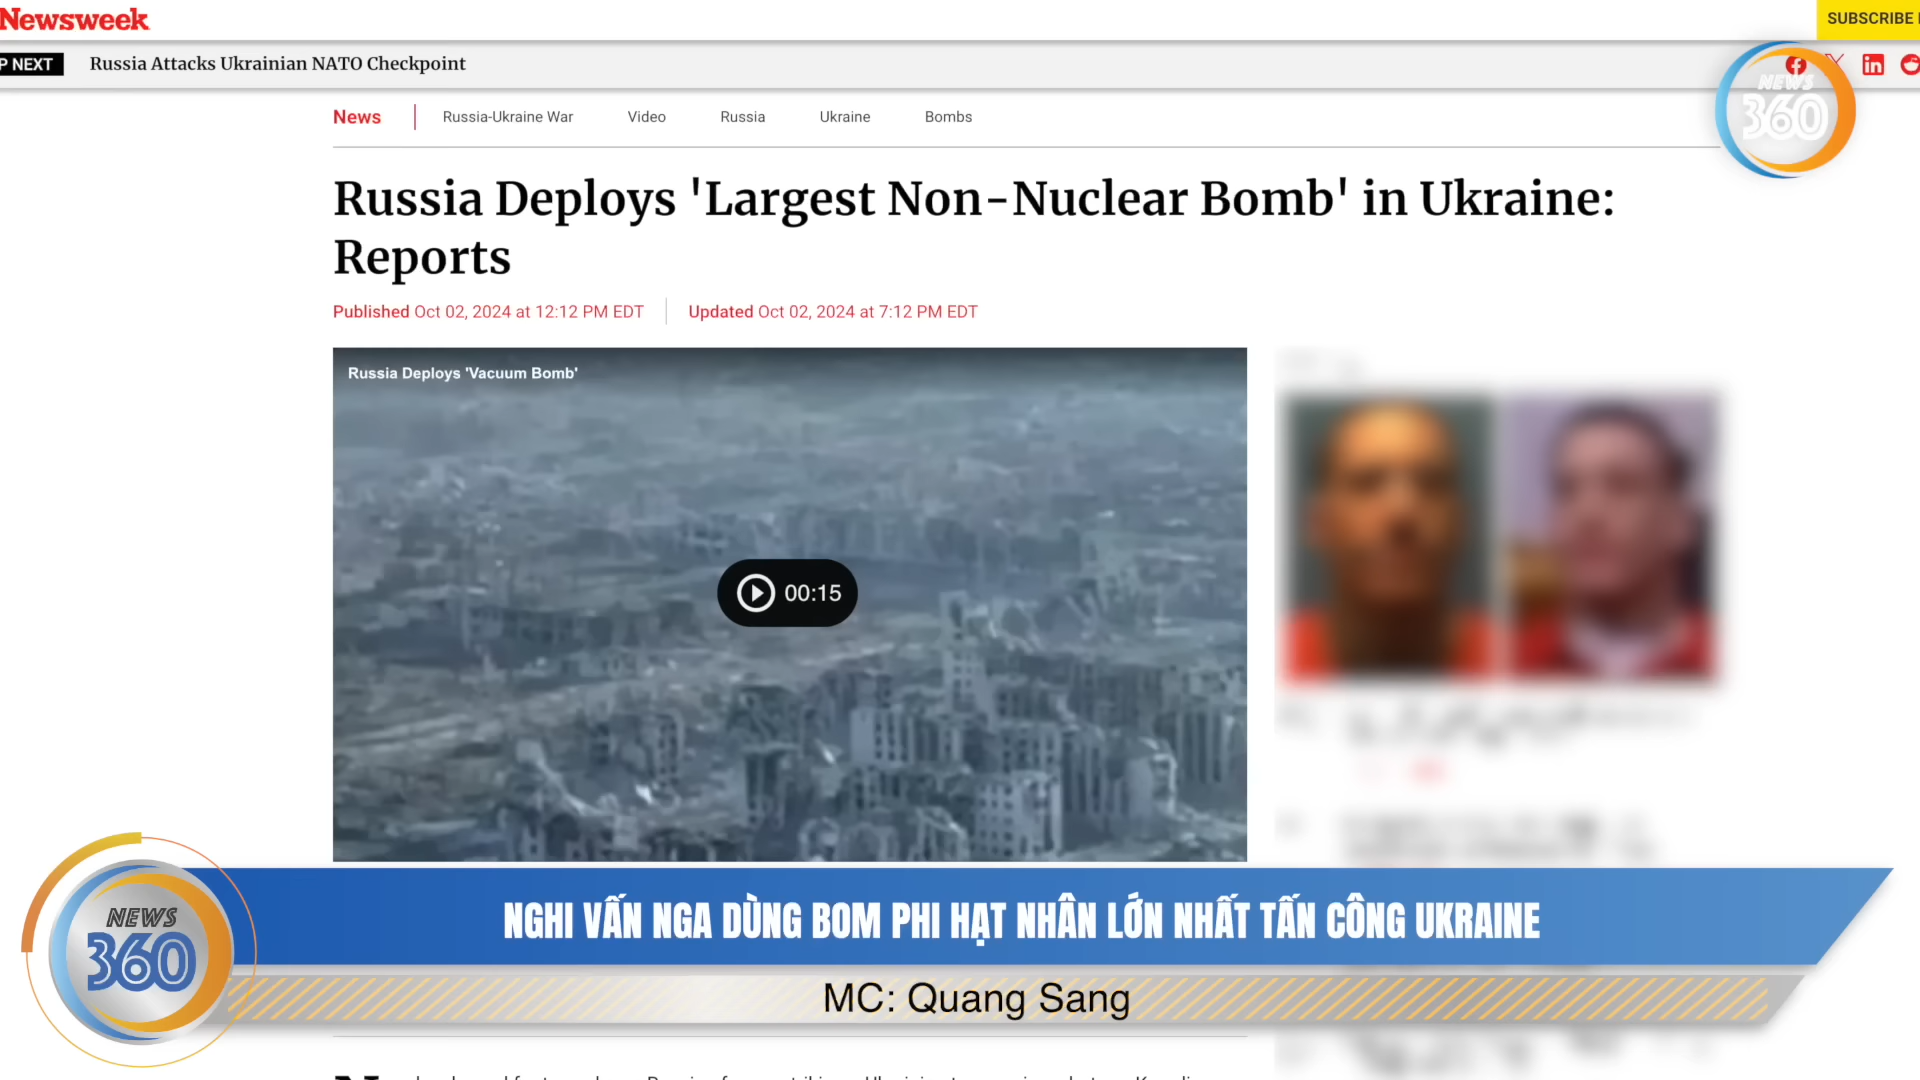 Newsweek
SUBSCRIBE
P NEXT
Russia Attacks Ukrainian NATO Checkpoint
NEWS
360
News
Russia-Ukraine War
Video
Russia
Ukraine
Bombs
Russia Deploys 'Largest Non-Nuclear Bomb' in Ukraine:
Reports
Published Oct 02, 2024 at 12:12 PM EDT
Updated Oct 02, 2024 at 7:12 PM EDT
Russia Deploys 'Vacuum Bomb'
00:15
NEWS
360
NGHI VẤN NGA DÙNG BOM PHI HẠT NHÂN LỚN NHẤT TẤN CÔNG UKRAINE
MC: Quang Sang